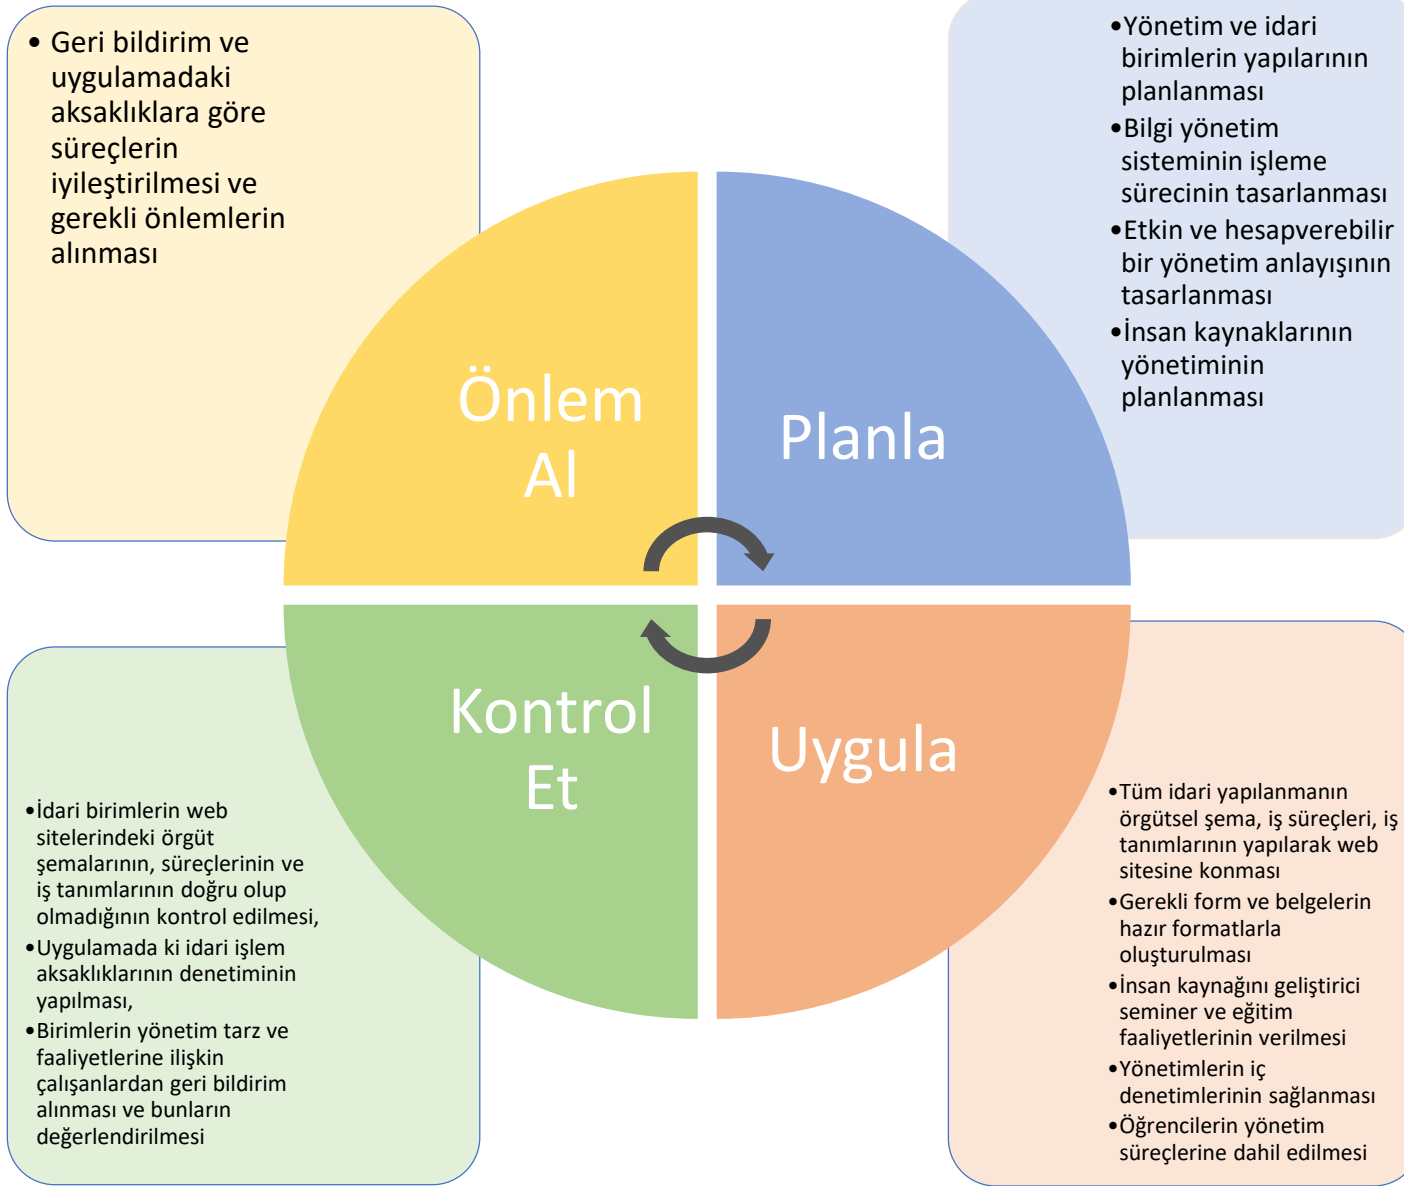 • Geri bildirim ve
uygulamadaki
aksaklıklara göre
süreçlerin
iyileştirilmesi ve
gerekli önlemlerin
alınması
•Yönetim ve idari
birimlerin yapılarının
planlanması
•Bilgi yönetim
sisteminin işleme
sürecinin tasarlanması
•Etkin ve hesapverebilir
bir yönetim anlayışının
tasarlanması
•İnsan kaynaklarının
yönetiminin
planlanması
Önlem
Al
Planla
Kontrol
Et
Uygula
•İdari birimlerin web
sitelerindeki örgüt
şemalarının, süreçlerinin ve
iş tanımlarının doğru olup
olmadığının kontrol edilmesi,
•Uygulamada ki idari işlem
aksaklıklarının denetiminin
yapılması,
•Birimlerin yönetim tarz ve
faaliyetlerine ilişkin
çalışanlardan geri bildirim
alınması ve bunların
değerlendirilmesi
•Tüm idari yapılanmanın
örgütsel şema, iş süreçleri, iş
tanımlarının yapılarak web
sitesine konması
•Gerekli form ve belgelerin
hazır formatlarla
oluşturulması
•İnsan kaynağını geliştirici
seminer ve eğitim
faaliyetlerinin verilmesi
•Yönetimlerin iç
denetimlerinin sağlanması
•Öğrencilerin yönetim
süreçlerine dahil edilmesi